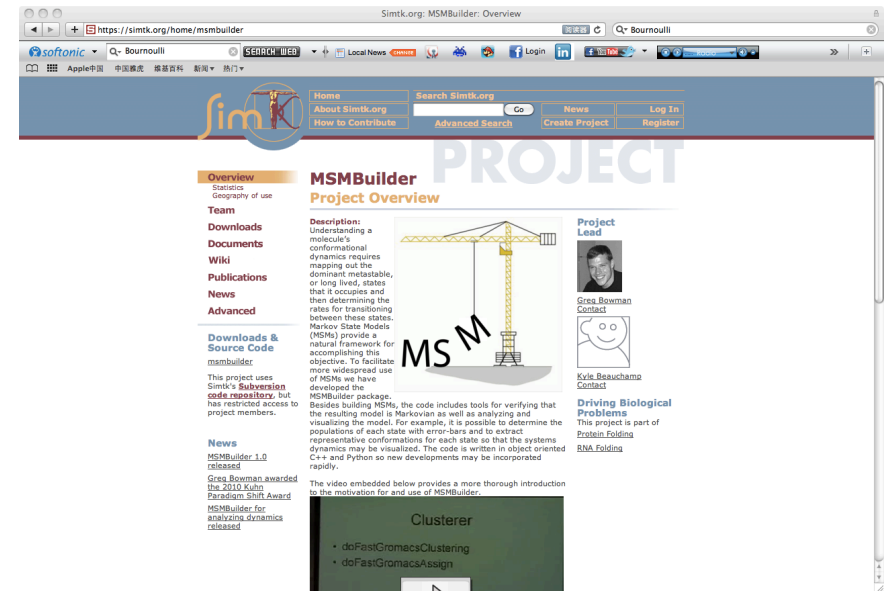 Simtk.org: MSMBuilder: Overview
https://simtk.org/home/msmbuilder
阅读器
Bournoulli
softonic
Bournoulli
SEARCH WEB
Local News
Login
in
YouTube
RADIO
Apple中国 中国雅虎 维基百科 新闻 热门
SimTK
Home
About Simtk.org
How to Contribute
Search Simtk.org
Go
Advanced Search
News
Create Project
Log In
Register
PROJECT
Overview
Statistics
Geography of use
Team
Downloads
Documents
Wiki
Publications
News
Advanced
Downloads &
Source Code
msmbuilder
This project uses
Simtk's Subversion
code repository, but
has restricted access to
project members.
News
MSMBuilder 1.0
released
Greg Bowman awarded
the 2010 Kuhn
Paradigm Shift Award
MSMBuilder for
analyzing dynamics
released
MSMBuilder
Project Overview
Description:
Understanding a
molecule's
conformational
dynamics requires
mapping out the
dominant metastable,
or long lived, states
that it occupies and
then determining the
rates for transitioning
between these states.
Markov State Models
(MSMs) provide a
natural framework for
accomplishing this
objective. To facilitate
more widespread use
of MSMs we have
developed the
MSMBuilder package.
Besides building MSMs, the code includes tools for verifying that
the resulting model is Markovian as well as analyzing and
visualizing the model. For example, it is possible to determine the
populations of each state with error-bars and to extract
representative conformations for each state so that the systems
dynamics may be visualized. The code is written in object oriented
C++ and Python so new developments may be incorporated
rapidly.
The video embedded below provides a more thorough introduction
to the motivation for and use of MSMBuilder.
MSM
Clusterer
• doFastGromacsClustering
• doFastGromacsAssign
Project
Lead
Greg Bowman
Contact
Kyle Beauchamp
Contact
Driving Biological
Problems
This project is part of
Protein Folding
RNA Folding